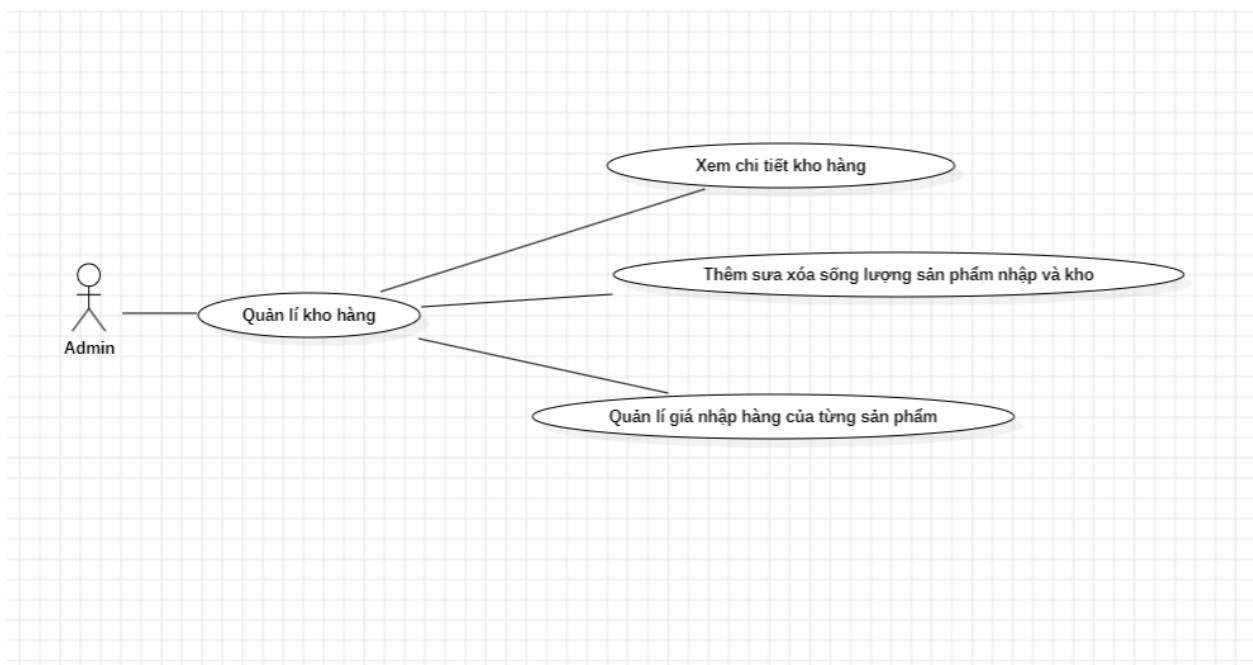 Xem chi tiết kho hàng
Thêm sưa xóa sống lượng sản phẩm nhập và kho
Quản lí kho hàng
Admin
Quản lí giá nhập hàng của từng sản phẩm